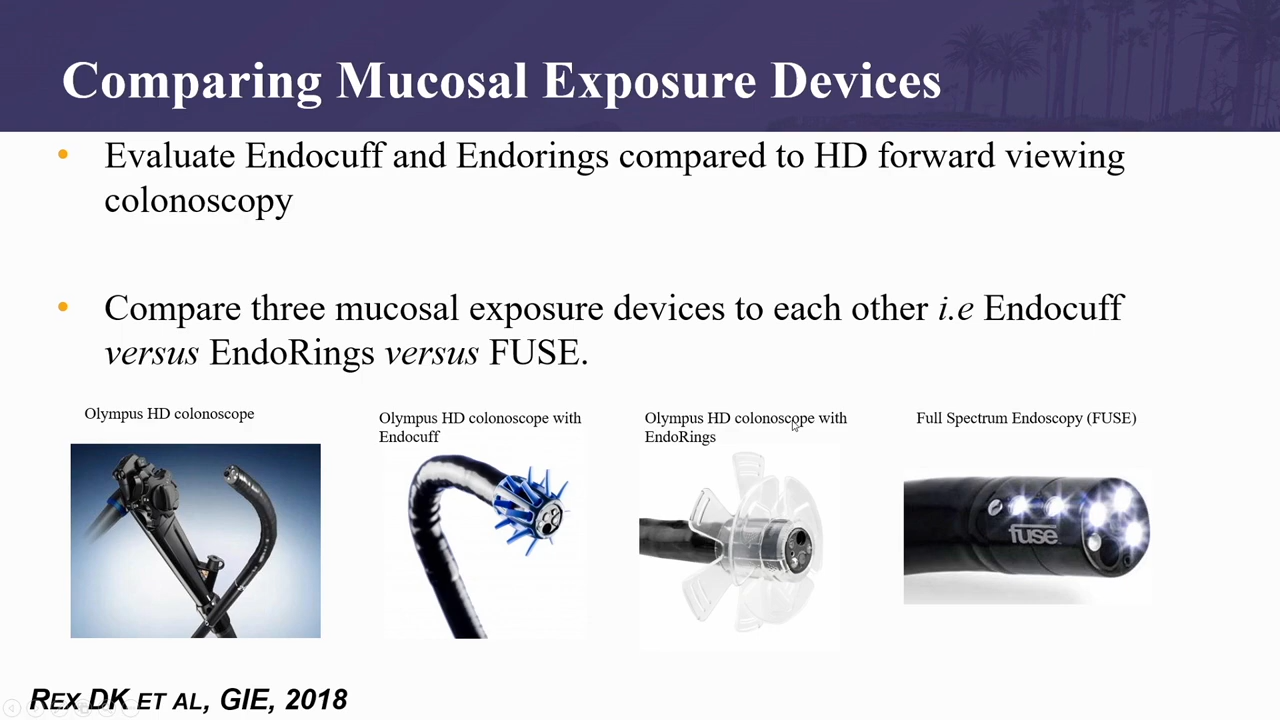 Comparing Mucosal Exposure Devices
• Evaluate Endocuff and Endorings compared to HD forward viewing
colonoscopy
• Compare three mucosal exposure devices to each other i.e Endocuff
versus EndoRings versus FUSE.
Olympus HD colonoscope
Olympus HD colonoscope with
Endocuff
Olympus HD colonoscope with
EndoRings
Full Spectrum Endoscopy (FUSE)
fuse
REX DK ET AL, GIE, 2018